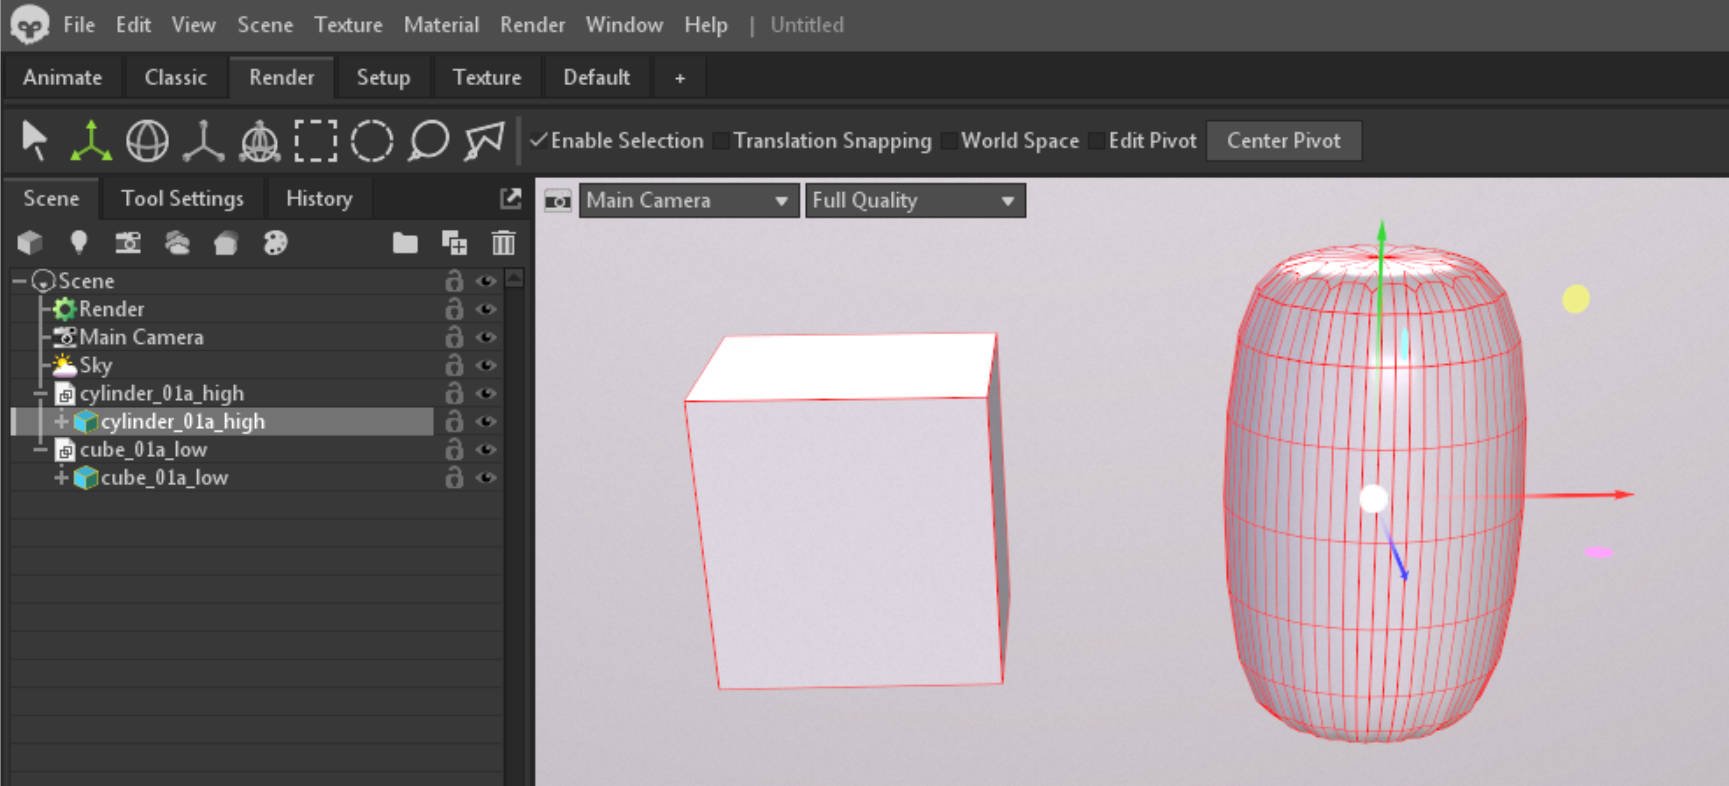 File Edit View Scene Texture Material Render Window Help | Untitled
Animate Classic Render Setup Texture Default +
Enable Selection Translation Snapping World Space Edit Pivot Center Pivot
Scene Tool Settings History
Main Camera Full Quality
Scene
Render
Main Camera
Sky
cylinder_01a_high
cylinder_01a_high
cube_01a_low
cube_01a_low